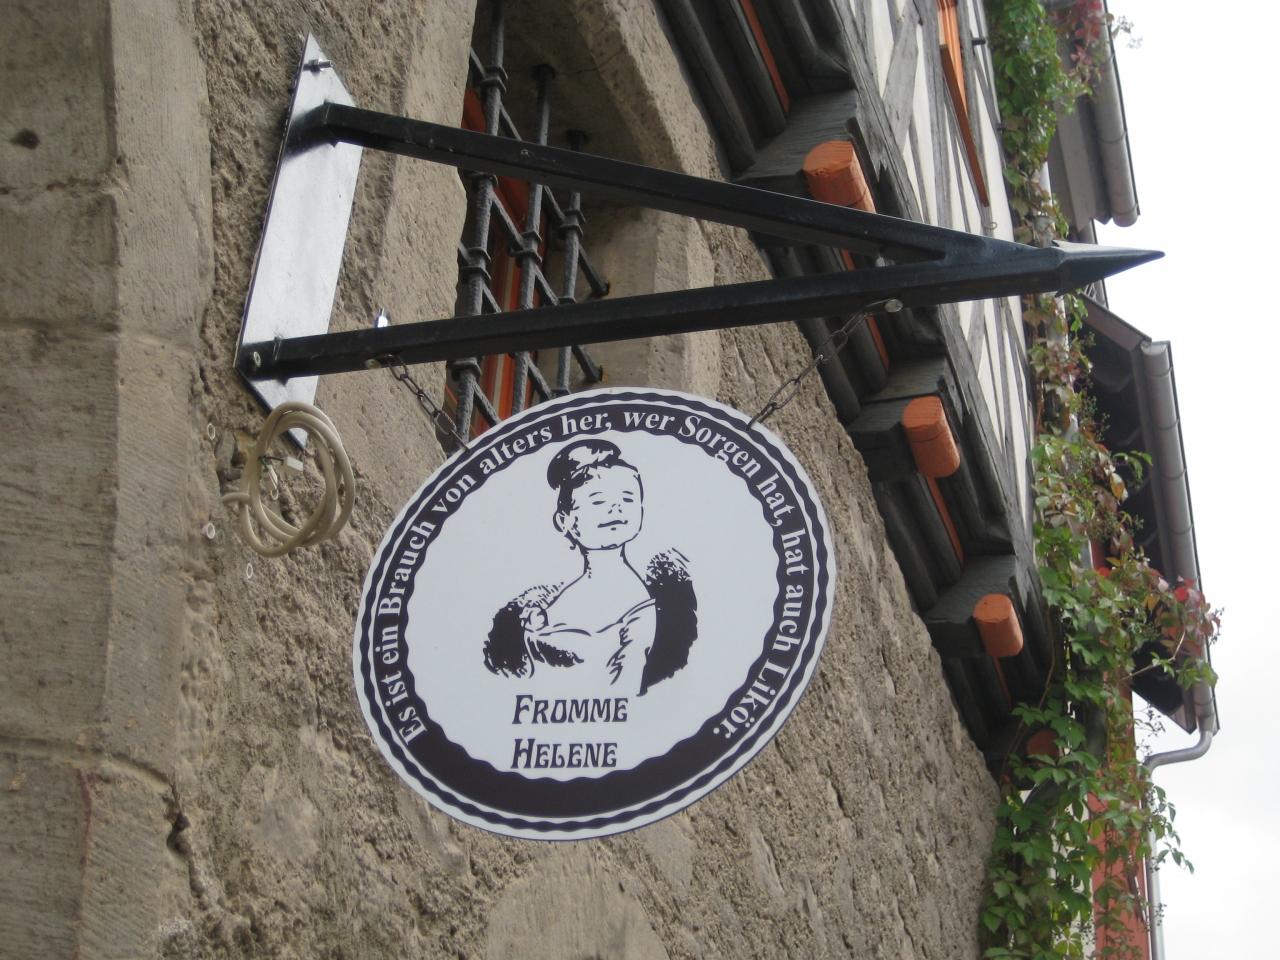 Es ist ein Brauch von alters her, wer Sorgen hat, hat auch Likör.
FROMME
HELENE